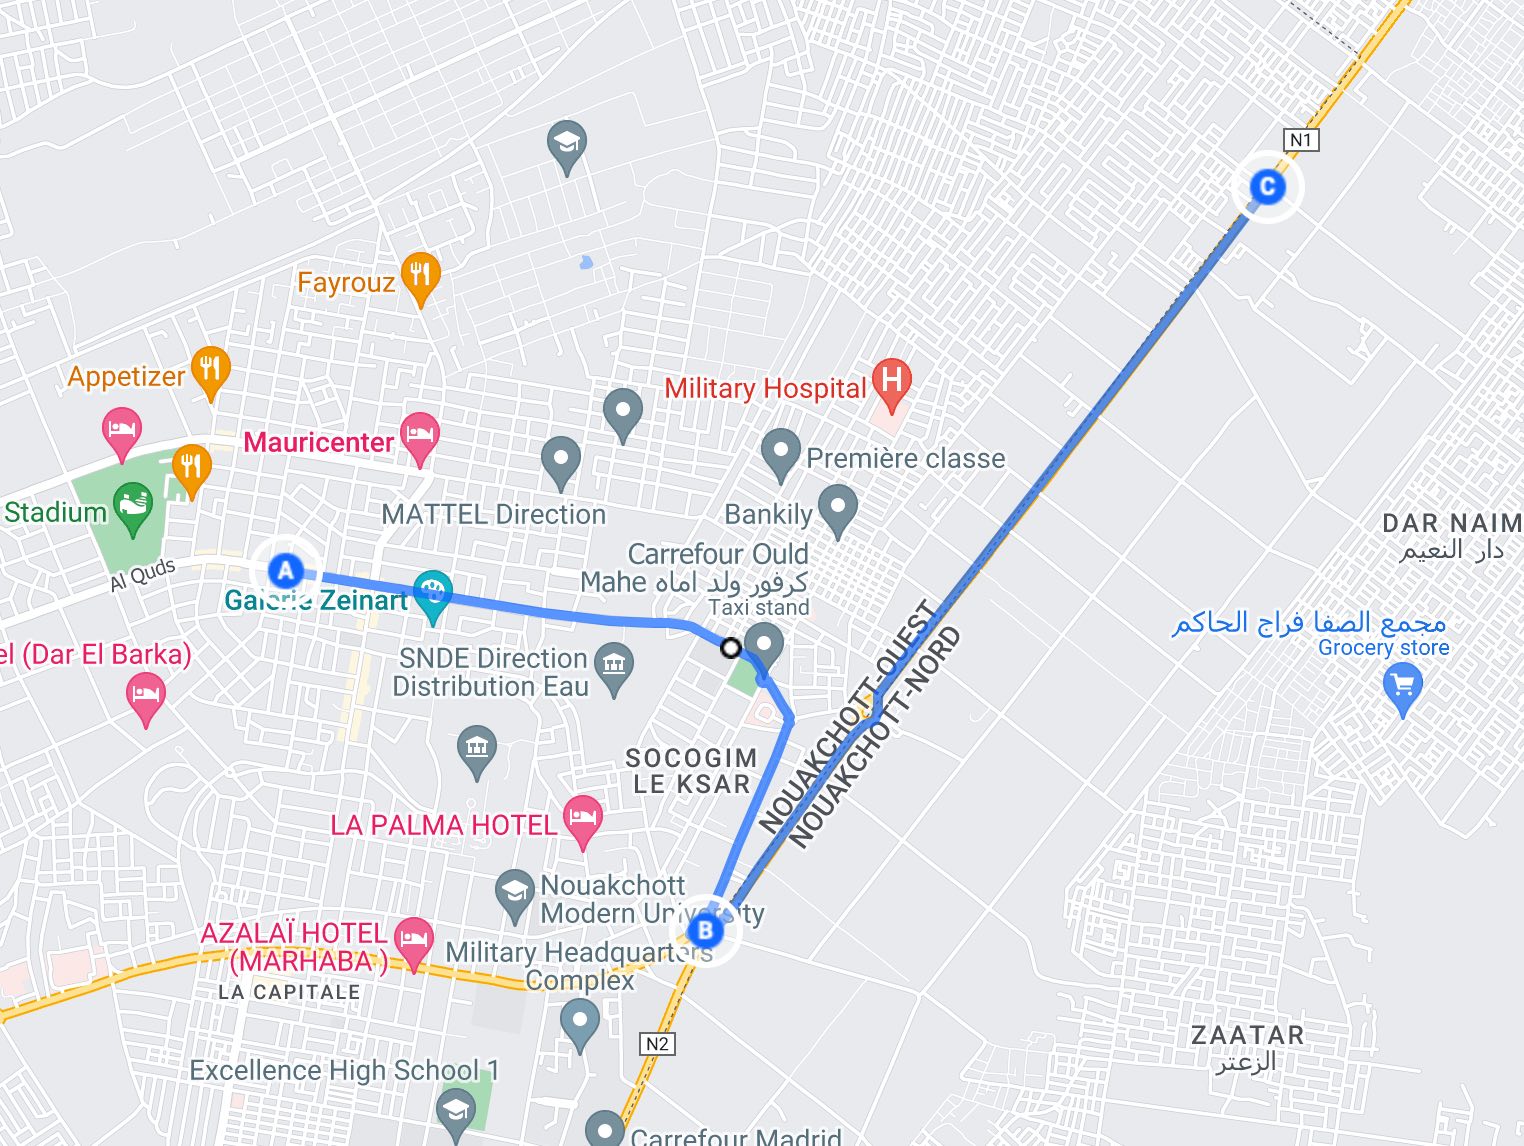 N1
C
Fayrouz
Appetizer
Military Hospital
H
Mauricenter
Première classe
Stadium
MATTEL Direction
Bankily
DAR NAIM
دار النعيم
Al Quds
A
Carrefour Ould
Mahe كرفور ولد اماه
Taxi stand
Galerie Zeinart
NOUAKCHOTT-OUEST
NOUAKCHOTT-NORD
مجمع الصفا فراج الحاكم
Grocery store
el (Dar El Barka)
SNDE Direction
Distribution Eau
SOCOGIM
LE KSAR
LA PALMA HOTEL
Nouakchott
Modern University
B
AZALAÏ HOTEL
(MARHABA )
Military Headquarters
Complex
LA CAPITALE
N2
ZAATAR
الزعتر
Excellence High School 1
Carrefour Madrid